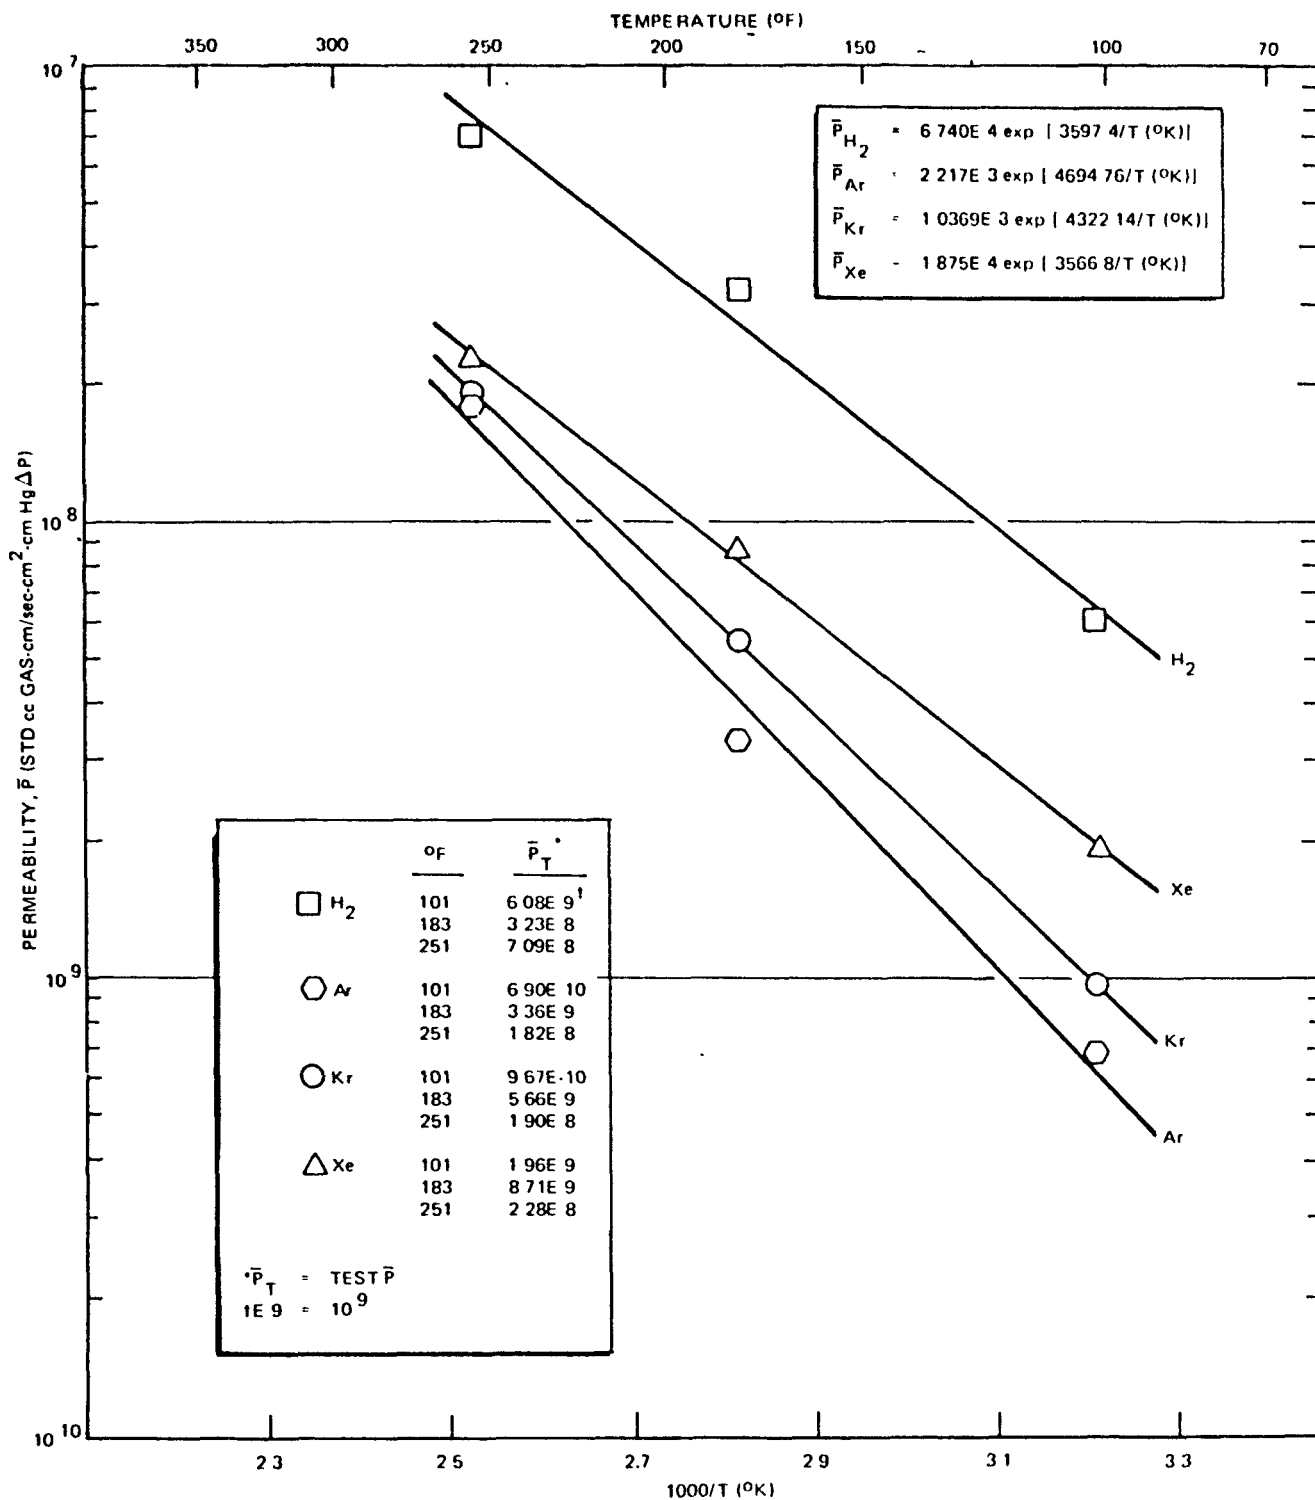 TEMPERATURE (°F)
350 300 250 200 150 100 70
10 7
P̄ H2 = 6 740E 4 exp [ 3597 4/T (°K)]
P̄ Ar · 2 217E 3 exp [ 4694 76/T (°K)]
P̄ Kr = 1 0369E 3 exp [ 4322 14/T (°K)]
P̄ Xe - 1 875E 4 exp [ 3566 8/T (°K)]
PERMEABILITY, P̄ (STD cc GAS-cm/sec-cm2-cm Hg ΔP)
10 8
H2
Xe
Kr
Ar
10 9
°F P̄T*
H2 101 6 08E 9†
183 3 23E 8
251 7 09E 8
Ar 101 6 90E 10
183 3 36E 9
251 1 82E 8
Kr 101 9 67E-10
183 5 66E 9
251 1 90E 8
Xe 101 1 96E 9
183 8 71E 9
251 2 28E 8
*P̄T = TEST P̄
†E 9 = 10 9
10 10
2 3 2 5 2.7 2 9 3.1 3 3
1000/T (°K)